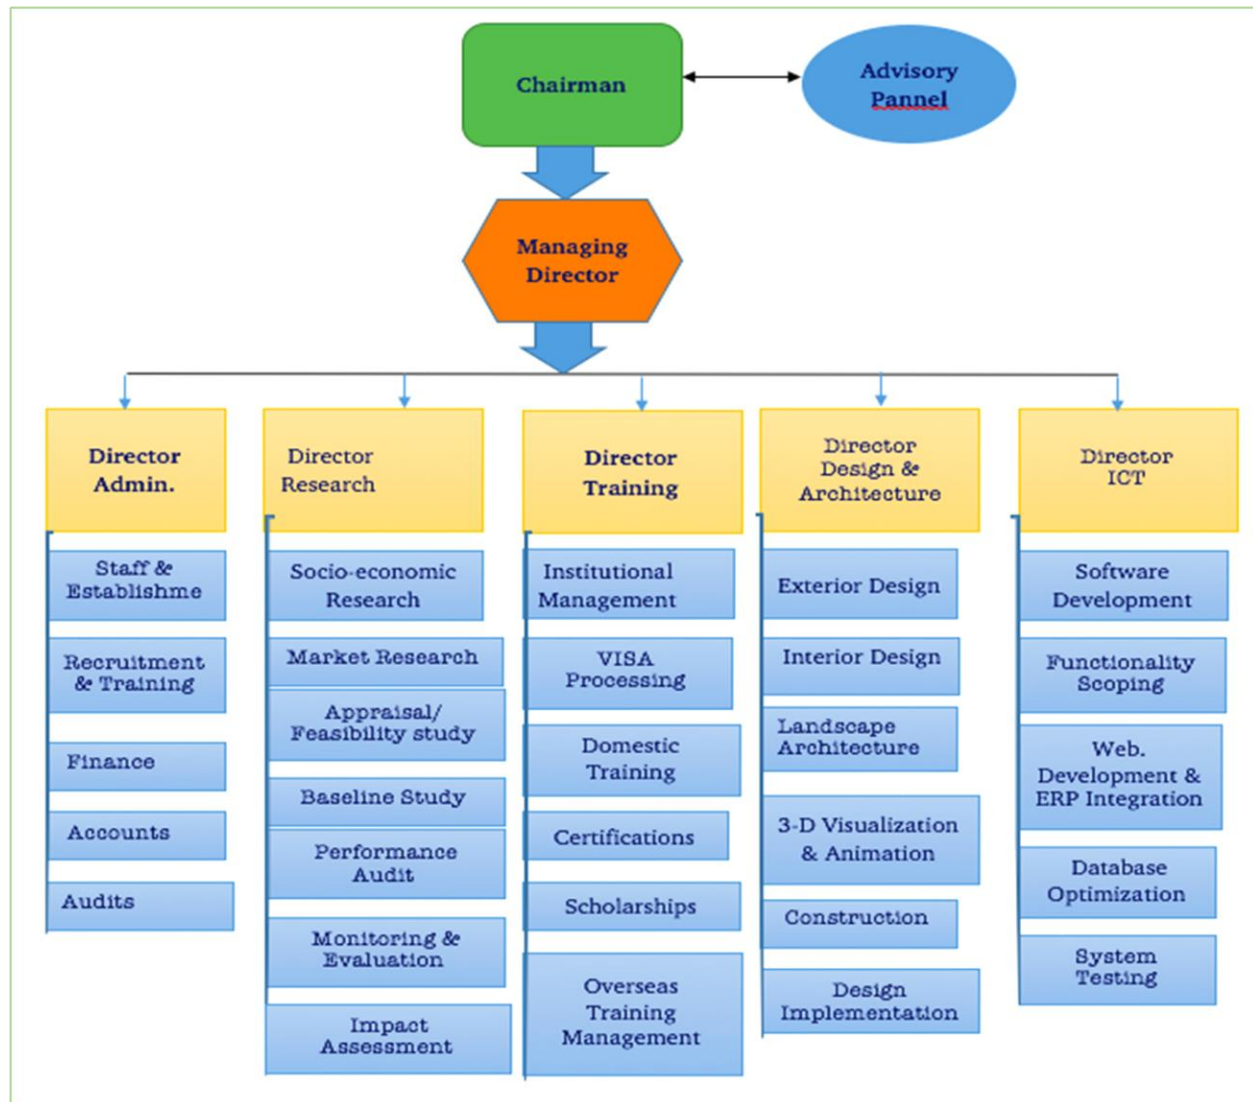 Chairman
Advisory
Pannel
Managing
Director
Director
Admin.
Staff &
Establishme
Recruitment
& Training
Finance
Accounts
Audits
Director
Research
Socio-economic
Research
Market Research
Appraisal/
Feasibility study
Baseline Study
Performance
Audit
Monitoring &
Evaluation
Impact
Assessment
Director
Training
Institutional
Management
VISA
Processing
Domestic
Training
Certifications
Scholarships
Overseas
Training
Management
Director
Design &
Architecture
Exterior Design
Interior Design
Landscape
Architecture
3-D Visualization
& Animation
Construction
Design
Implementation
Director
ICT
Software
Development
Functionality
Scoping
Web.
Development &
ERP Integration
Database
Optimization
System
Testing